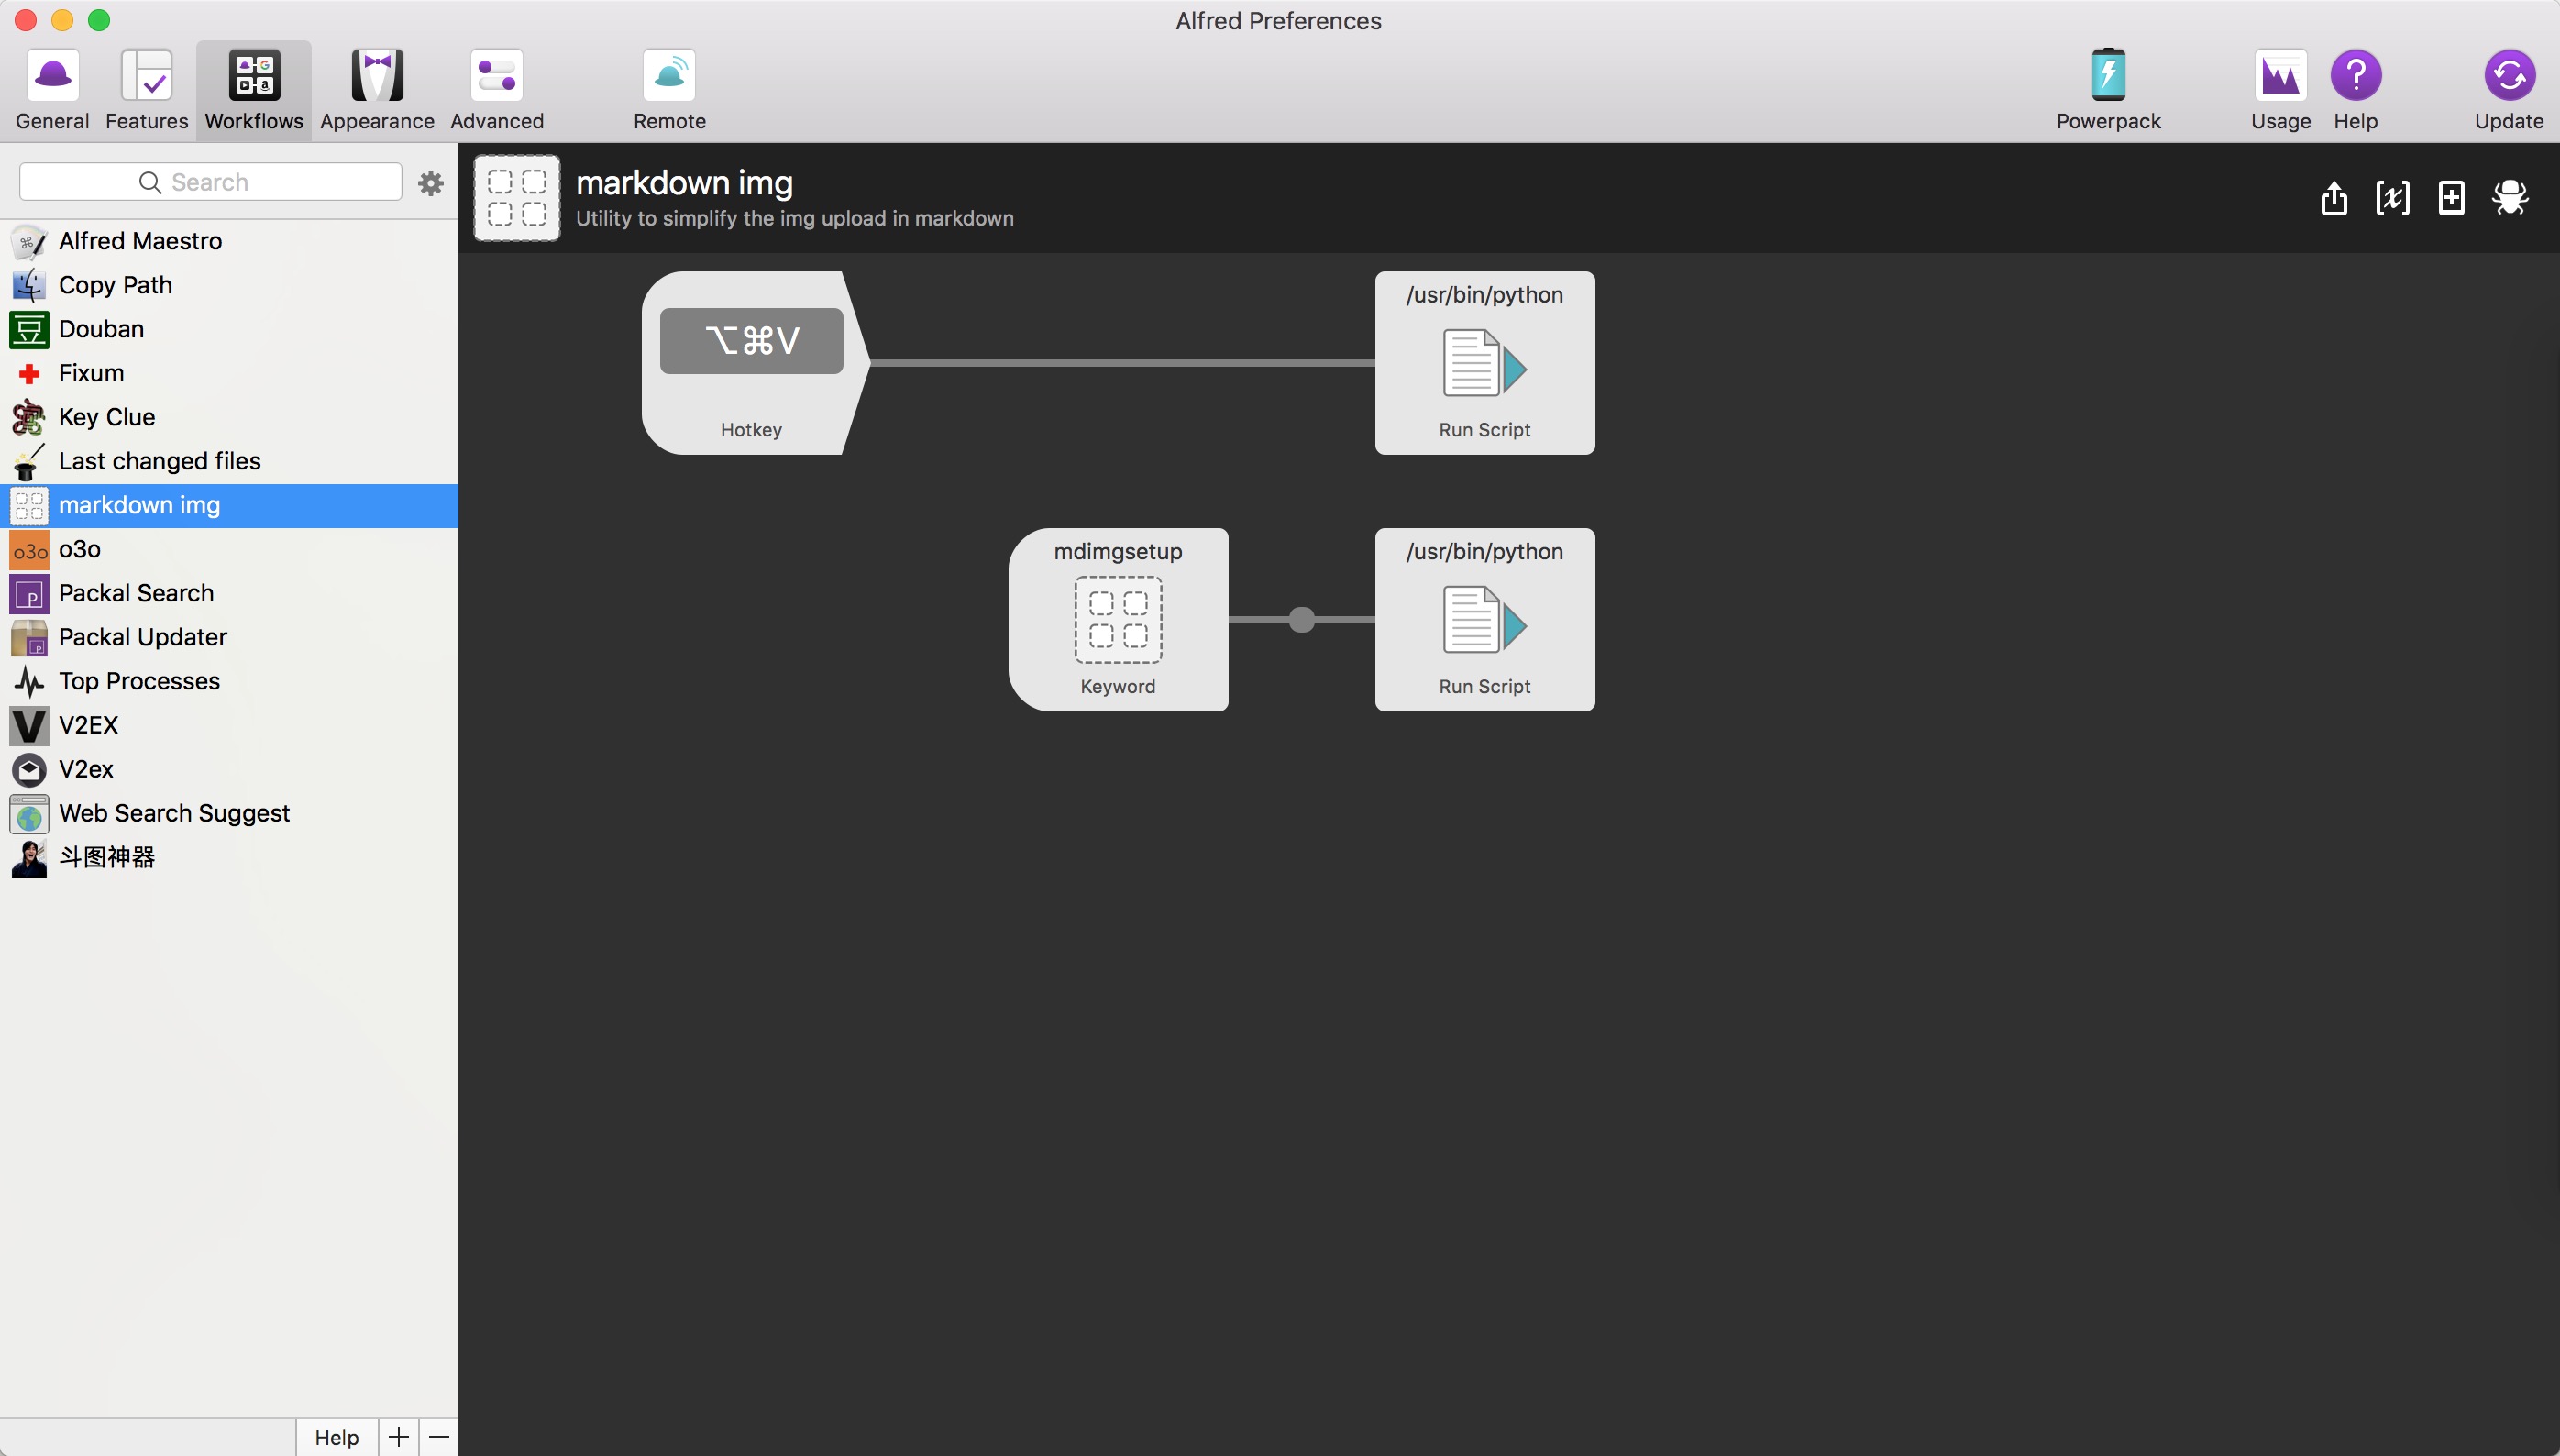 Alfred Preferences
General
Features
Workflows
Appearance
Advanced
Remote
Powerpack
Usage
Help
Update
Search
markdown img
Utility to simplify the img upload in markdown
Alfred Maestro
Copy Path
豆 Douban
Fixum
Key Clue
Last changed files
markdown img
o3o o3o
P Packal Search
P Packal Updater
Top Processes
V V2EX
V2ex
Web Search Suggest
斗图神器
⌥⌘V
Hotkey
/usr/bin/python
Run Script
mdimgsetup
Keyword
/usr/bin/python
Run Script
Help + −